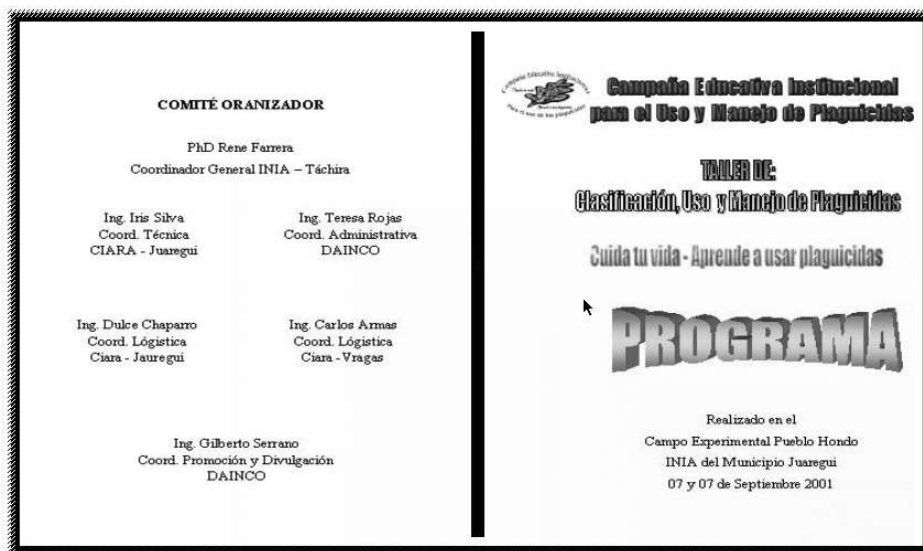 COMITÉ ORANIZADOR
PhD Rene Farrera
Coordinador General INIA – Táchira
Ing. Iris Silva
Coord. Técnica
CIARA - Juaregui
Ing. Teresa Rojas
Coord. Administrativa
DAINCO
Ing. Dulce Chaparro
Coord. Lógistica
Ciara - Jauregui
Ing. Carlos Armas
Coord. Lógistica
Ciara - Vragas
Ing. Gilberto Serrano
Coord. Promoción y Divulgación
DAINCO
Campaña Educativa Institucional
para el Uso y Manejo de Plaguicidas
TALLER DE:
Clasificación, Uso y Manejo de Plaguicidas
Cuida tu vida - Aprende a usar plaguicidas
PROGRAMA
Realizado en el
Campo Experimental Pueblo Hondo
INIA del Municipio Juaregui
07 y 07 de Septiembre 2001